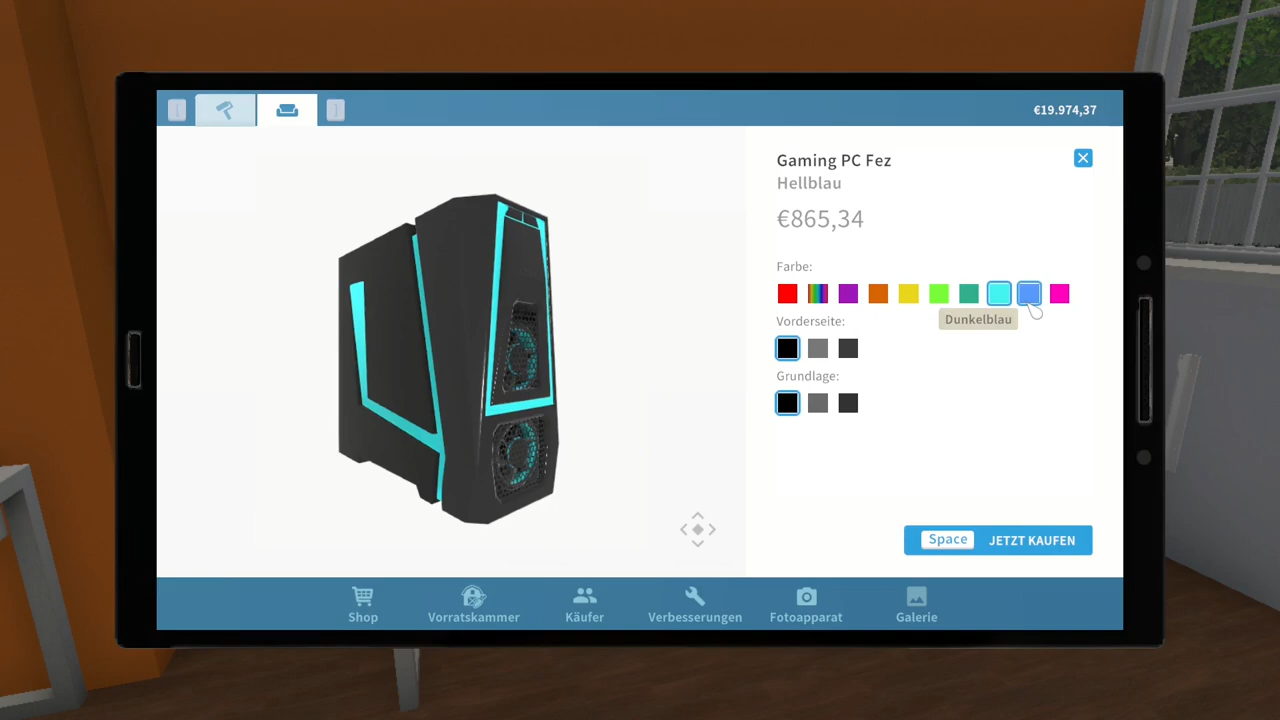 €19.974,37
Gaming PC Fez
Hellblau
€865,34
Farbe:
Dunkelblau
Vorderseite:
Grundlage:
Space JETZT KAUFEN
Shop
Vorratskammer
Käufer
Verbesserungen
Fotoapparat
Galerie